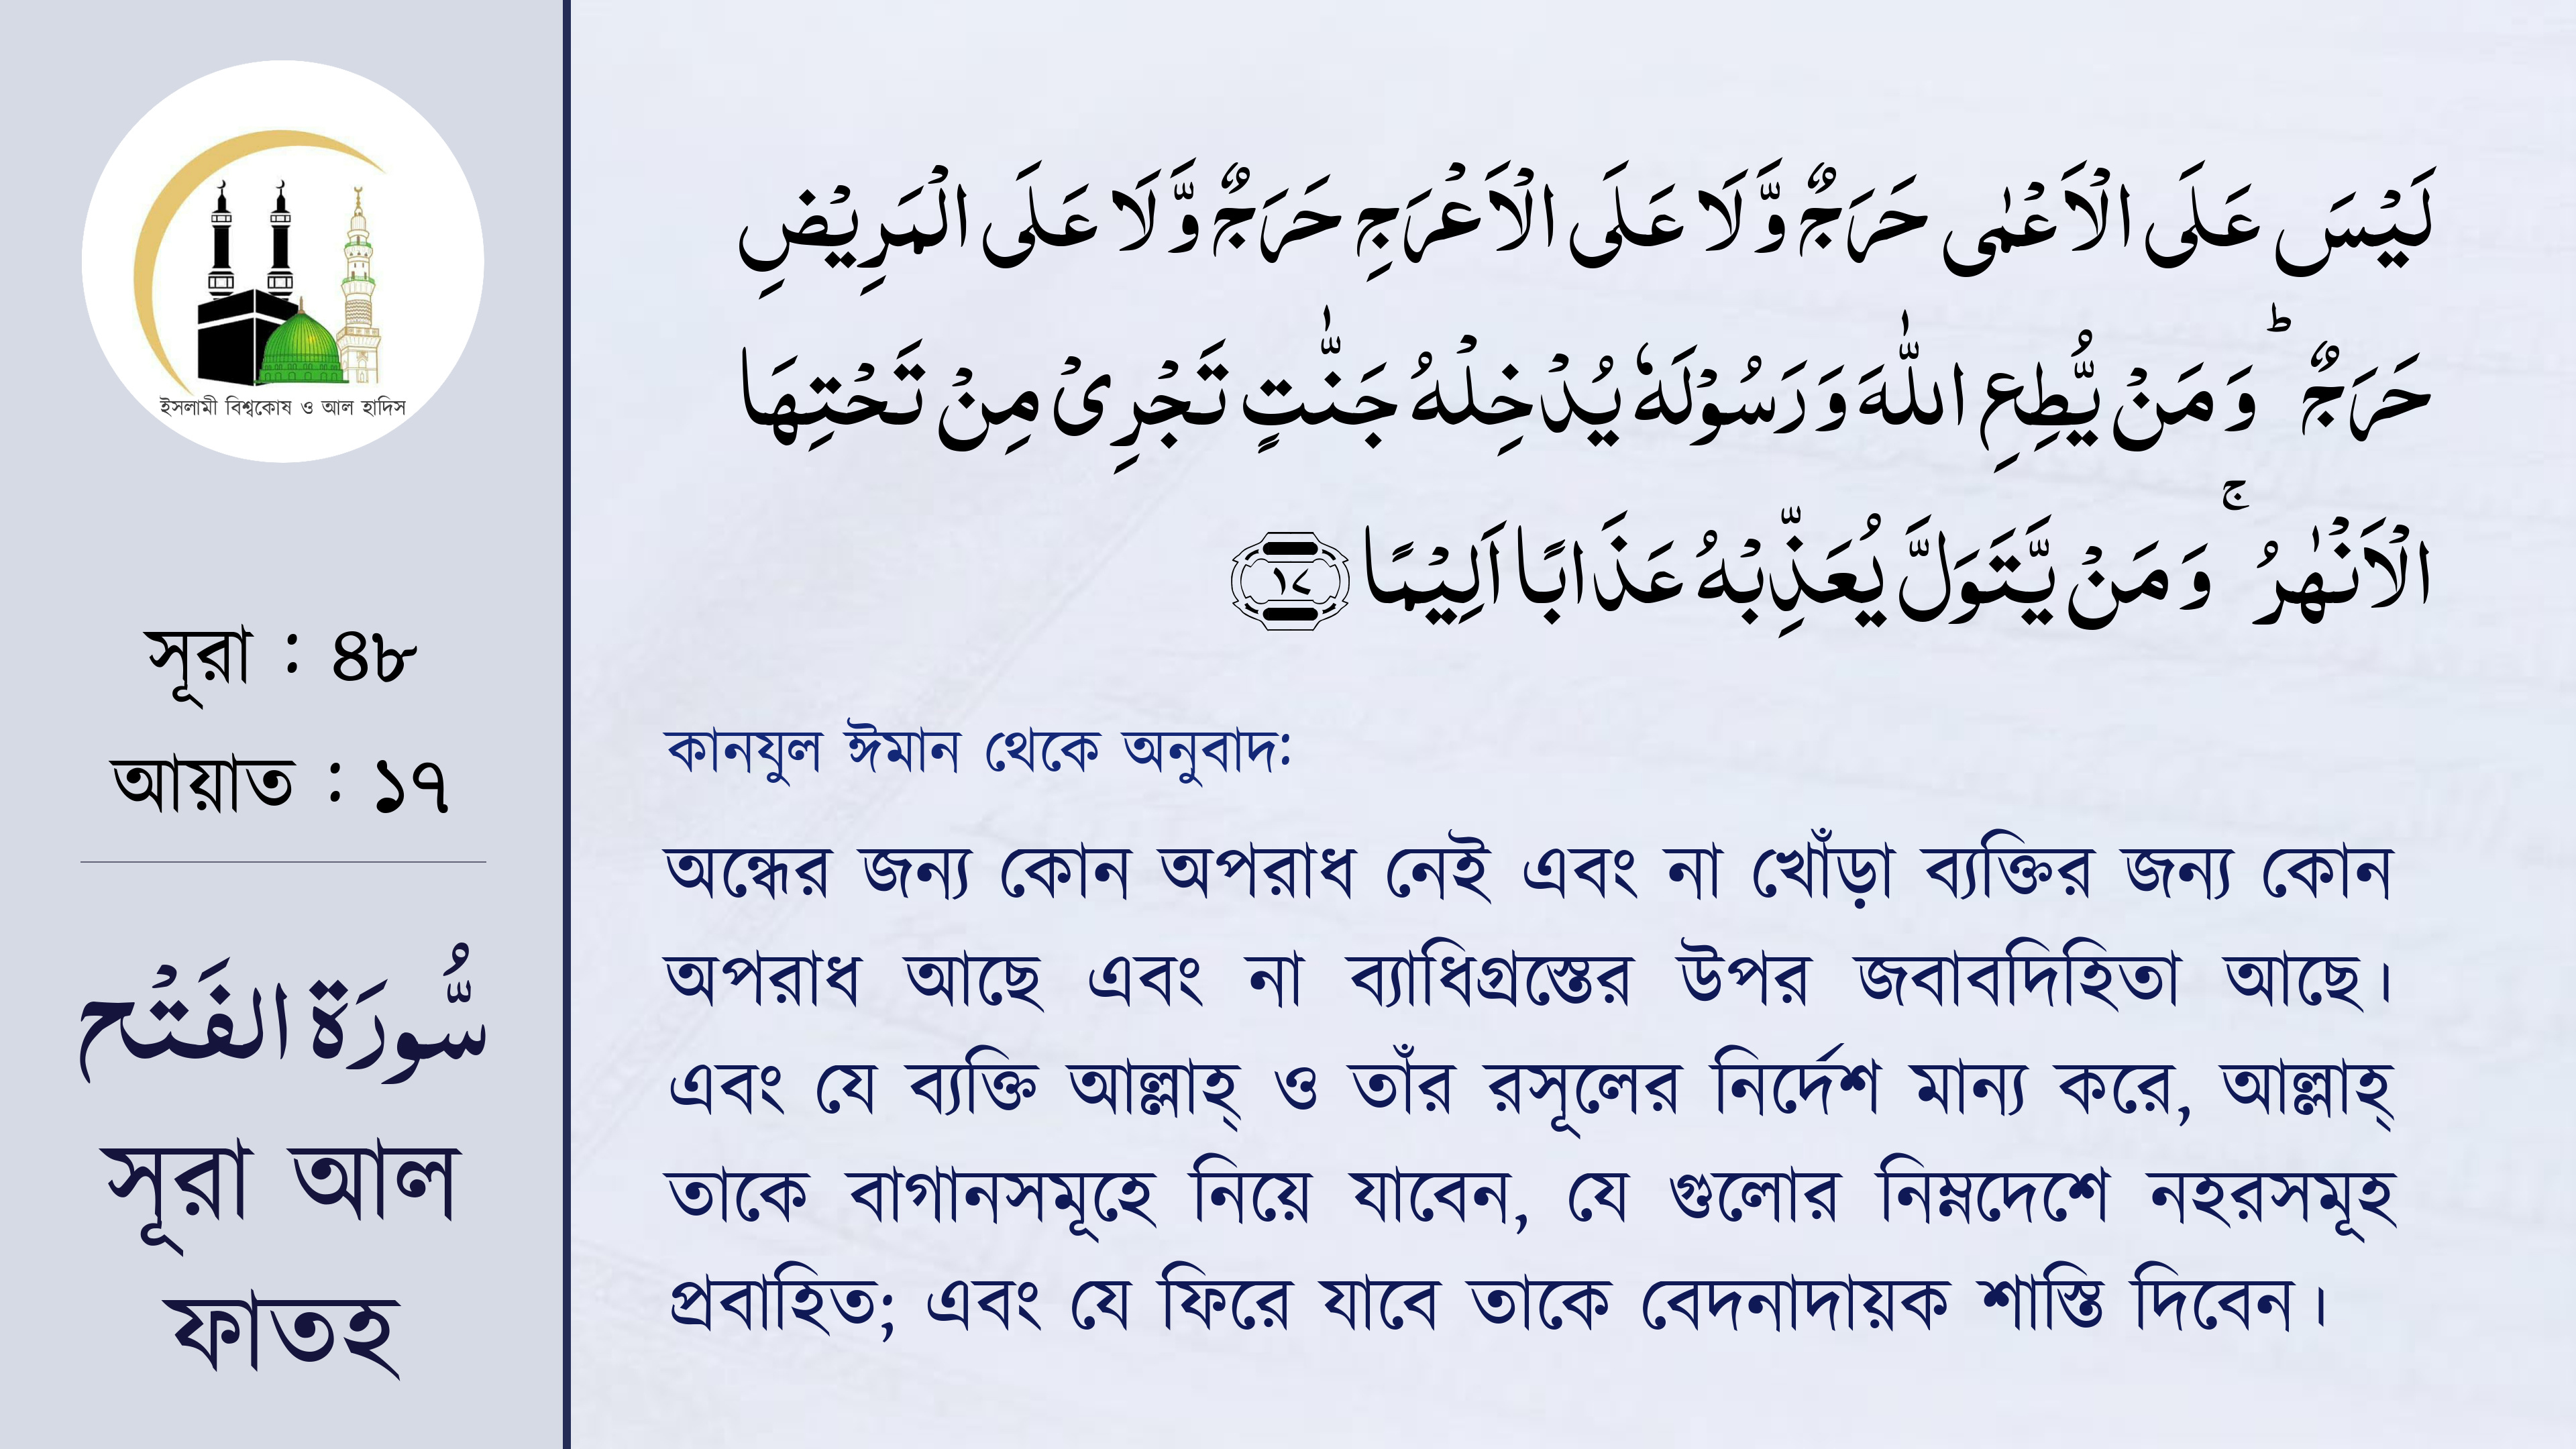 ইসলামী বিশ্বকোষ ও আল হাদিস
সূরা : ৪৮
আয়াত : ১৭
سُّورَة الفَتْح
সূরা আল
ফাতহ
لَيْسَ عَلَى الْاَعْمٰى حَرَجٌ وَّلَا عَلَى الْاَعْرَجِ حَرَجٌ وَّلَا عَلَى الْمَرِيْضِ
حَرَجٌ ؕ وَ مَنْ يُّطِعِ اللّٰهَ وَ رَسُوْلَهٗ يُدْخِلْهُ جَنّٰتٍ تَجْرِیْ مِنْ تَحْتِهَا
الْاَنْهٰرُ ۚ وَ مَنْ يَّتَوَلَّ يُعَذِّبْهُ عَذَابًا اَلِيْمًا ۱۷
কানযুল ঈমান থেকে অনুবাদ:
অন্ধের জন্য কোন অপরাধ নেই এবং না খোঁড়া ব্যক্তির জন্য কোন
অপরাধ আছে এবং না ব্যাধিগ্রস্তের উপর জবাবদিহিতা আছে।
এবং যে ব্যক্তি আল্লাহ্ ও তাঁর রসূলের নির্দেশ মান্য করে, আল্লাহ্
তাকে বাগানসমূহে নিয়ে যাবেন, যে গুলোর নিম্নদেশে নহরসমূহ
প্রবাহিত; এবং যে ফিরে যাবে তাকে বেদনাদায়ক শাস্তি দিবেন।